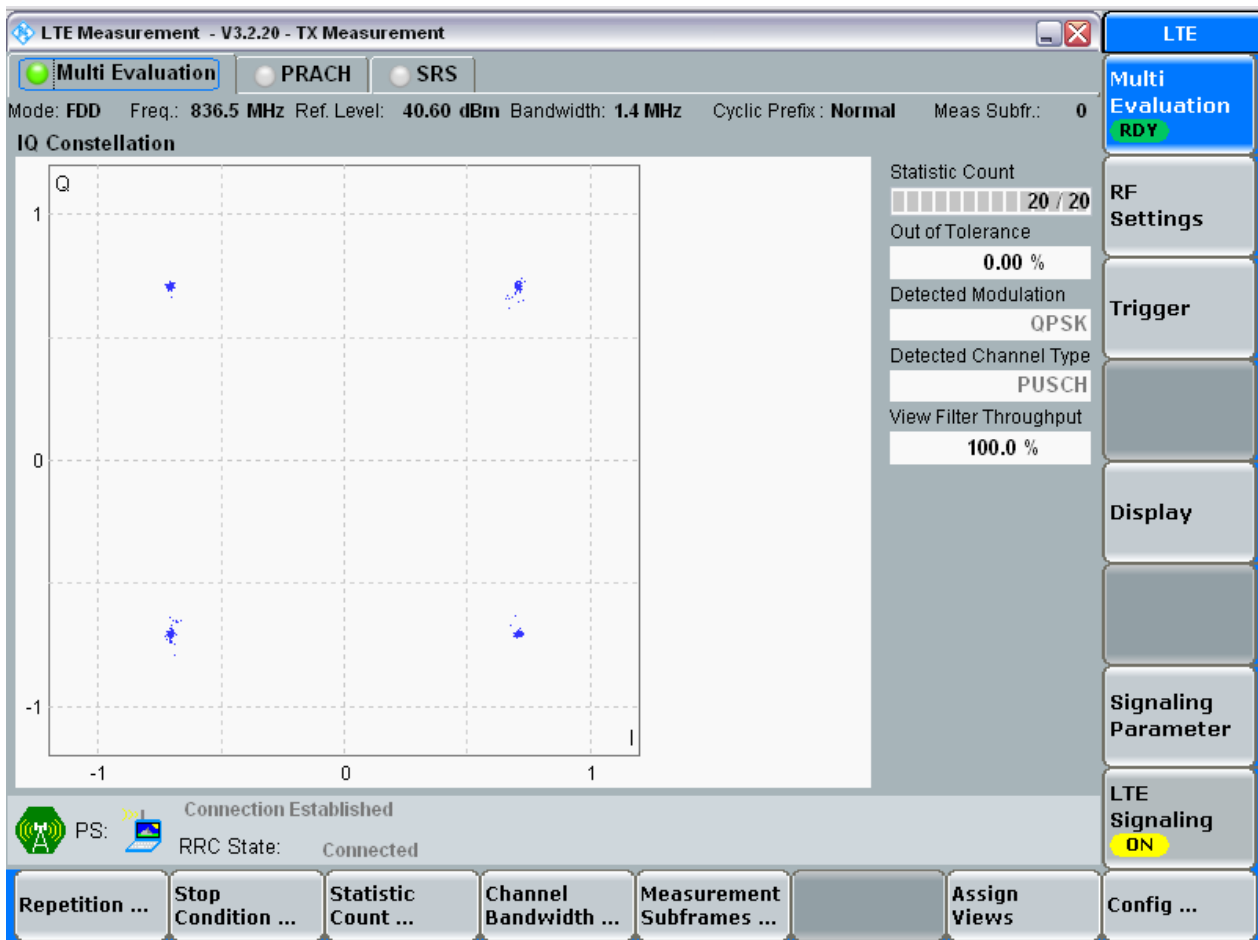 LTE Measurement - V3.2.20 - TX Measurement
LTE
Multi Evaluation PRACH SRS
Mode: FDD Freq.: 836.5 MHz Ref. Level: 40.60 dBm Bandwidth: 1.4 MHz Cyclic Prefix : Normal Meas Subfr.: 0
IQ Constellation
Q
1
0
-1
I
-1 0 1
Statistic Count
20 / 20
Out of Tolerance
0.00 %
Detected Modulation
QPSK
Detected Channel Type
PUSCH
View Filter Throughput
100.0 %
Multi
Evaluation
RDY
RF
Settings
Trigger
Display
Signaling
Parameter
LTE
Signaling
ON
PS:
Connection Established
RRC State: Connected
Repetition ...
Stop
Condition ...
Statistic
Count ...
Channel
Bandwidth ...
Measurement
Subframes ...
Assign
Views
Config ...